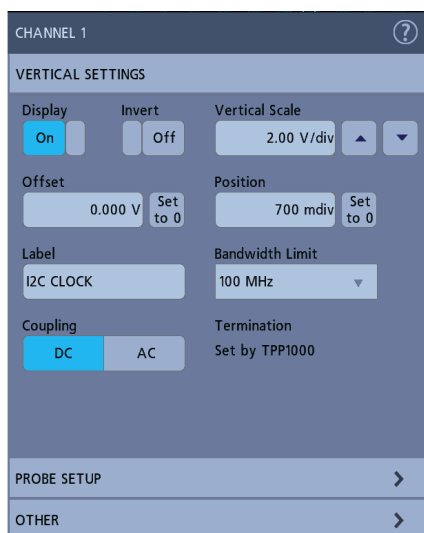 CHANNEL 1 ?
VERTICAL SETTINGS
Display Invert Vertical Scale
On Off 2.00 V/div
Offset Position
0.000 V Set to 0 700 mdiv Set to 0
Label Bandwidth Limit
I2C CLOCK 100 MHz
Coupling Termination
DC AC Set by TPP1000
PROBE SETUP
OTHER